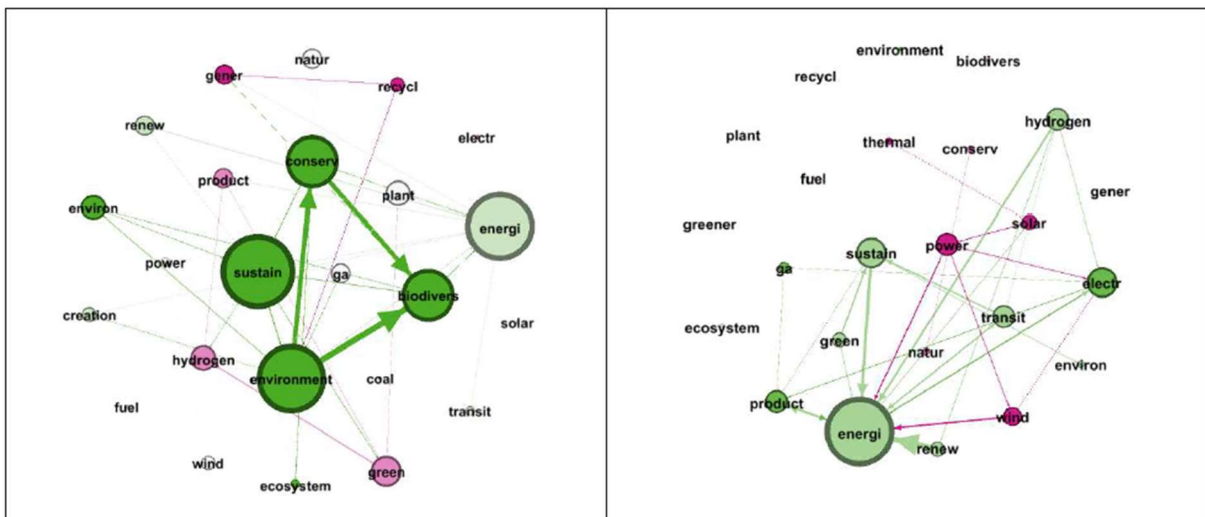 natur
gener
recycl
renew
electr
conserv
product
plant
environ
energi
power
sustain
ga
biodivers
creation
solar
hydrogen
environment
coal
fuel
transit
wind
green
ecosystem
environment
biodivers
recycl
hydrogen
plant
thermal
conserv
fuel
gener
greener
solar
power
sustain
ga
electr
transit
ecosystem
green
natur
environ
product
wind
energi
renew